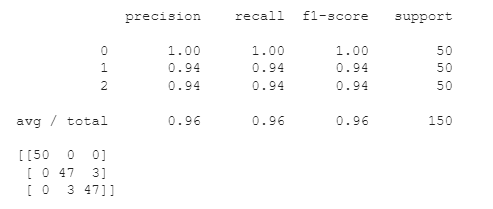 precision recall f1-score support
0 1.00 1.00 1.00 50
1 0.94 0.94 0.94 50
2 0.94 0.94 0.94 50
avg / total 0.96 0.96 0.96 150
[[50 0 0]
[ 0 47 3]
[ 0 3 47]]